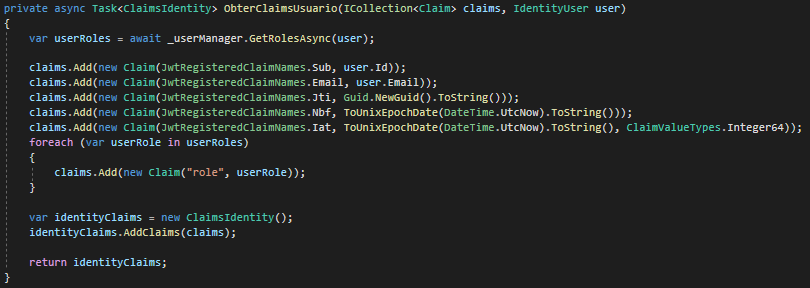 private async Task<ClaimsIdentity> ObterClaimsUsuario(ICollection<Claim> claims, IdentityUser user)
{
    var userRoles = await _userManager.GetRolesAsync(user);

    claims.Add(new Claim(JwtRegisteredClaimNames.Sub, user.Id));
    claims.Add(new Claim(JwtRegisteredClaimNames.Email, user.Email));
    claims.Add(new Claim(JwtRegisteredClaimNames.Jti, Guid.NewGuid().ToString()));
    claims.Add(new Claim(JwtRegisteredClaimNames.Nbf, ToUnixEpochDate(DateTime.UtcNow).ToString()));
    claims.Add(new Claim(JwtRegisteredClaimNames.Iat, ToUnixEpochDate(DateTime.UtcNow).ToString(), ClaimValueTypes.Integer64));
    foreach (var userRole in userRoles)
    {
        claims.Add(new Claim("role", userRole));
    }

    var identityClaims = new ClaimsIdentity();
    identityClaims.AddClaims(claims);

    return identityClaims;
}